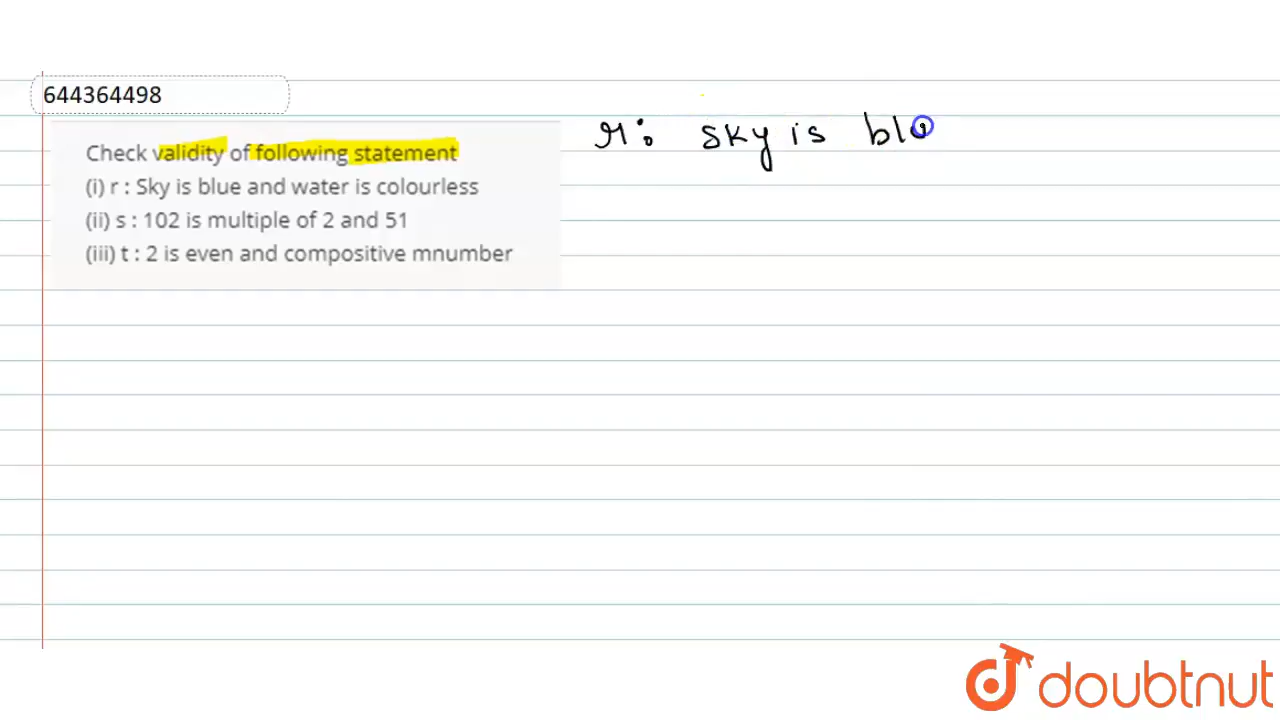 644364498
Check validity of following statement
(i) r : Sky is blue and water is colourless
(ii) s : 102 is multiple of 2 and 51
(iii) t : 2 is even and compositive mnumber
r: sky is blu
doubtnut